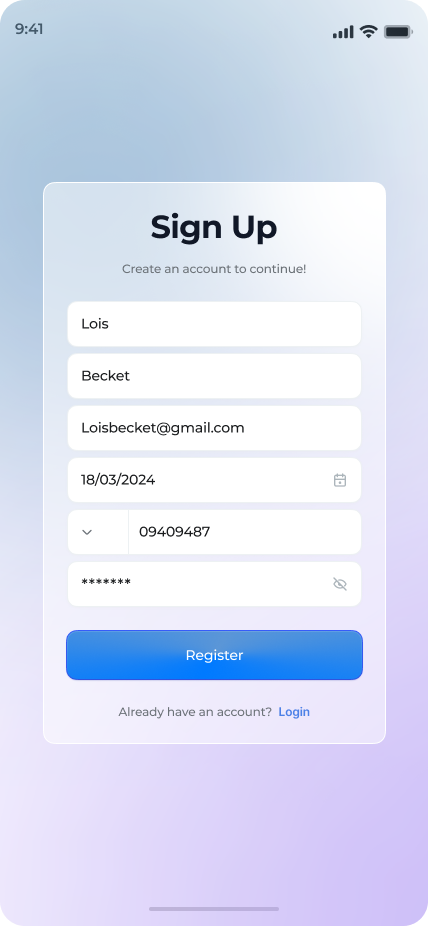 9:41
Sign Up
Create an account to continue!
Lois
Becket
Loisbecket@gmail.com
18/03/2024
09409487
*******
Register
Already have an account? Login